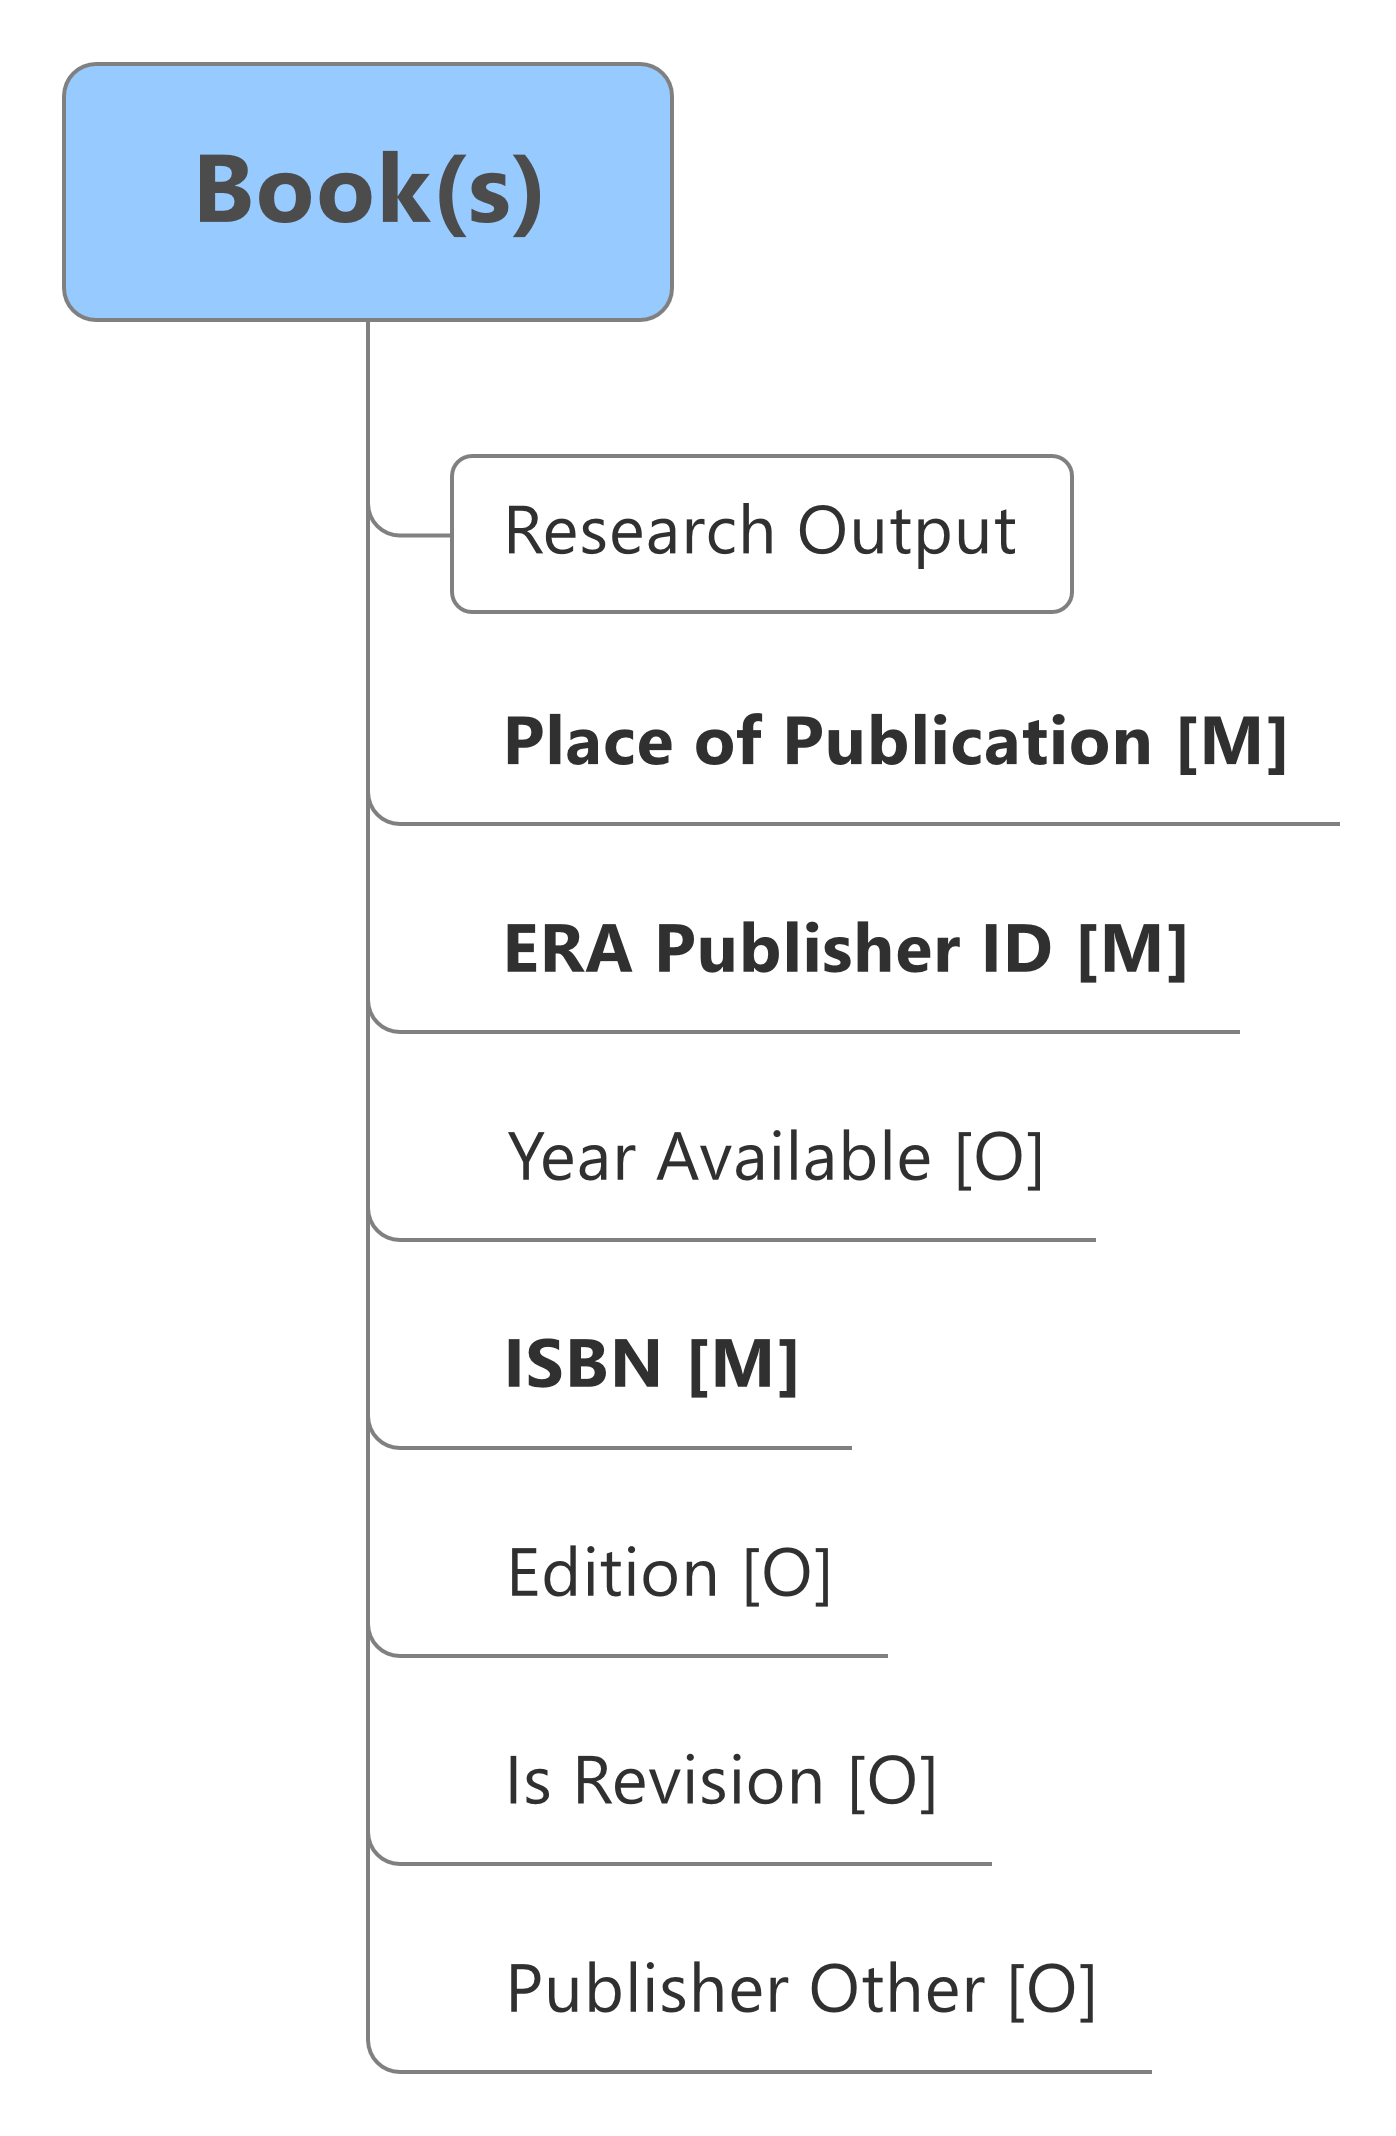 Book(s)
Research Output
Place of Publication [M]
ERA Publisher ID [M]
Year Available [O]
ISBN [M]
Edition [O]
Is Revision [O]
Publisher Other [O]